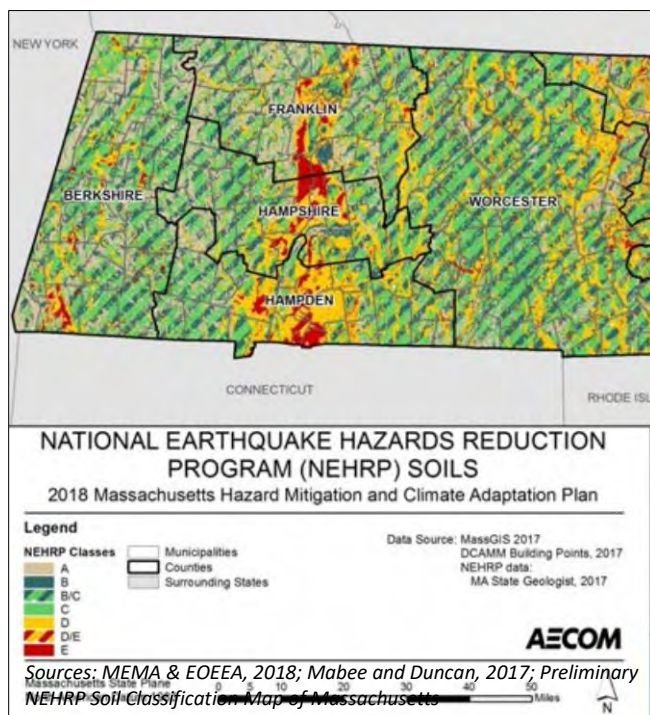 NEW YORK
FRANKLIN
BERKSHIRE
HAMPSHIRE
WORCESTER
HAMPDEN
CONNECTICUT
RHODE ISL
NATIONAL EARTHQUAKE HAZARDS REDUCTION
PROGRAM (NEHRP) SOILS
2018 Massachusetts Hazard Mitigation and Climate Adaptation Plan
Legend
NEHRP Classes
A
B
B/C
C
D
D/E
E
Municipalities
Counties
Surrounding States
Data Source: MassGIS 2017
DCAMM Building Points, 2017
NEHRP data:
MA State Geologist, 2017
AECOM
Sources: MEMA & EOEEA, 2018; Mabee and Duncan, 2017; Preliminary
Massachusetts State Plane
NEHRP Soil Classification Map of Massachusetts
0 5 10 20 30 40 50
Miles
N